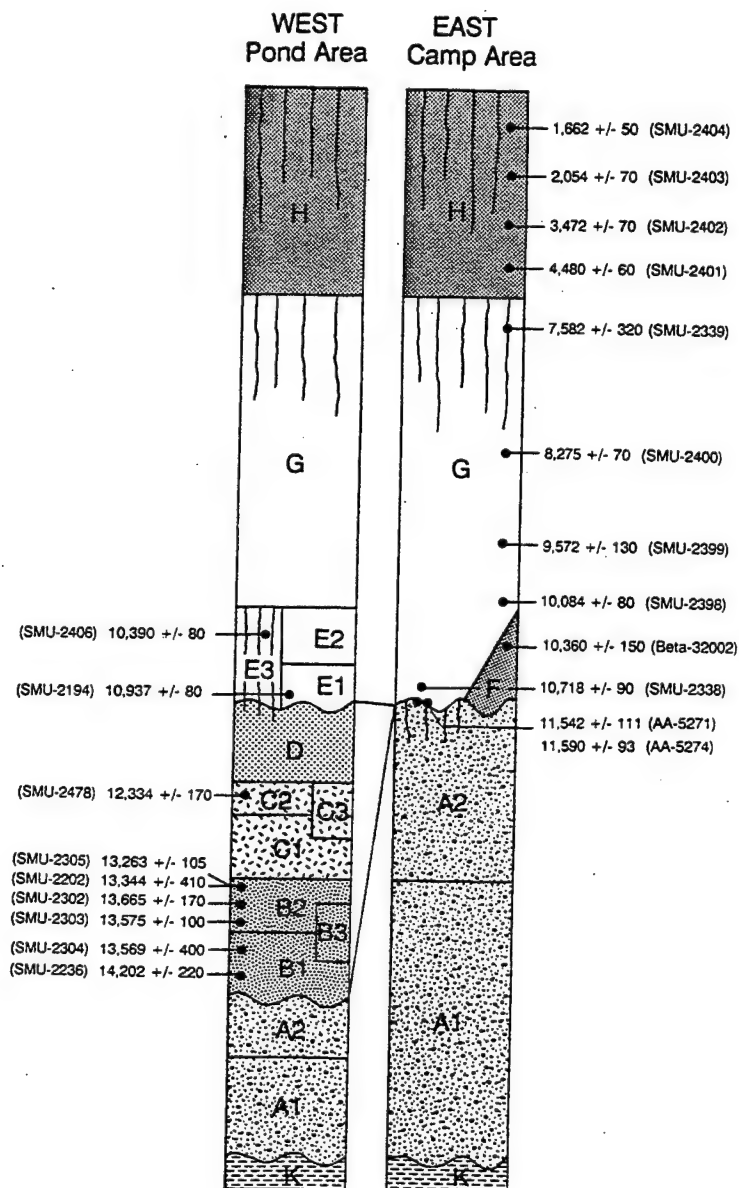 WEST
Pond Area
EAST
Camp Area
H
H
1,662 +/- 50 (SMU-2404)
2,054 +/- 70 (SMU-2403)
3,472 +/- 70 (SMU-2402)
4,480 +/- 60 (SMU-2401)
7,582 +/- 320 (SMU-2339)
G
G
8,275 +/- 70 (SMU-2400)
9,572 +/- 130 (SMU-2399)
10,084 +/- 80 (SMU-2398)
(SMU-2406) 10,390 +/- 80
E2
E3
10,360 +/- 150 (Beta-32002)
(SMU-2194) 10,937 +/- 80
E1
F
10,718 +/- 90 (SMU-2338)
11,542 +/- 111 (AA-5271)
11,590 +/- 93 (AA-5274)
D
(SMU-2478) 12,334 +/- 170
C2
C3
A2
C1
(SMU-2305) 13,263 +/- 105
(SMU-2202) 13,344 +/- 410
(SMU-2302) 13,665 +/- 170
(SMU-2303) 13,575 +/- 100
B2
B3
(SMU-2304) 13,569 +/- 400
(SMU-2236) 14,202 +/- 220
B1
A2
A1
A1
K
K